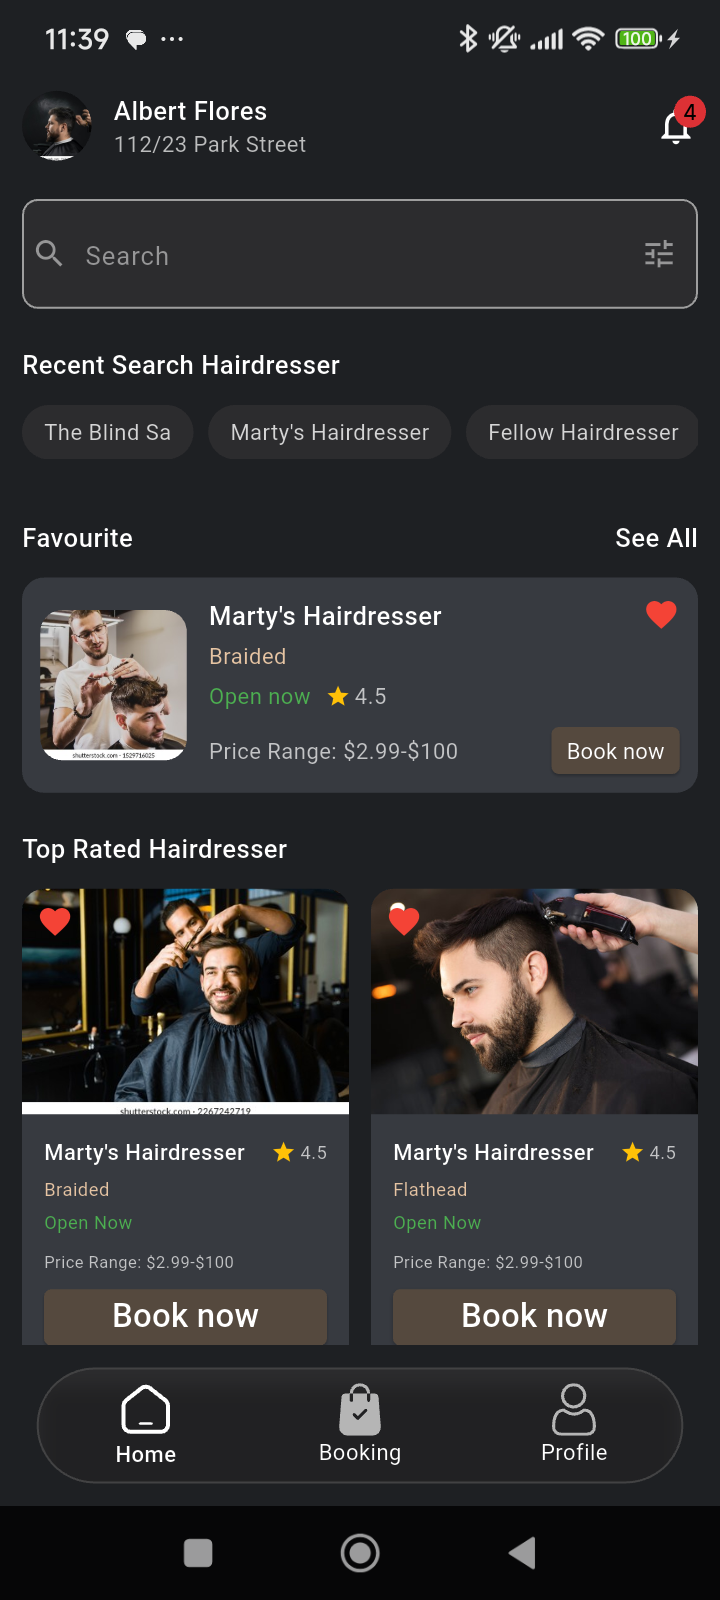 11:39
100
Albert Flores
4
112/23 Park Street
Search
Recent Search Hairdresser
The Blind Sa
Marty's Hairdresser
Fellow Hairdresser
Favourite
See All
Marty's Hairdresser
Braided
Open now 4.5
Price Range: $2.99-$100
Book now
shutterstock.com · 1529716025
Top Rated Hairdresser
shutterstock.com · 2267242719
Marty's Hairdresser 4.5
Braided
Open Now
Price Range: $2.99-$100
Book now
Marty's Hairdresser 4.5
Flathead
Open Now
Price Range: $2.99-$100
Book now
Home
Booking
Profile